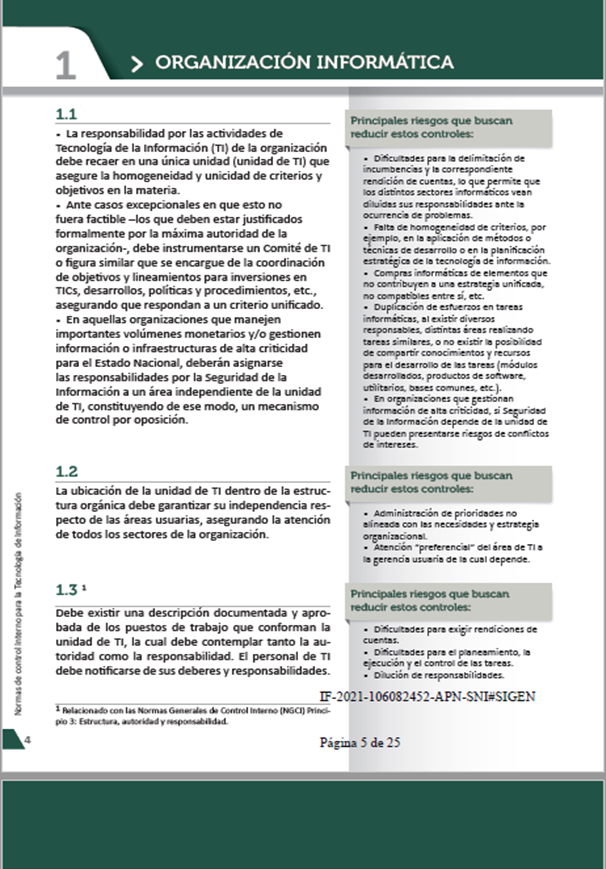 1
ORGANIZACIÓN INFORMÁTICA
1.1
• La responsabilidad por las actividades de
Tecnología de la Información (TI) de la organización
debe recaer en una única unidad (unidad de TI) que
asegure la homogeneidad y unicidad de criterios y
objetivos en la materia.
• Ante casos excepcionales en que esto no
fuera factible –los que deben estar justificados
formalmente por la máxima autoridad de la
organización-, debe instrumentarse un Comité de TI
o figura similar que se encargue de la coordinación
de objetivos y lineamientos para inversiones en
TICs, desarrollos, políticas y procedimientos, etc.,
asegurando que respondan a un criterio unificado.
• En aquellas organizaciones que manejen
importantes volúmenes monetarios y/o gestionen
información o infraestructuras de alta criticidad
para el Estado Nacional, deberán asignarse
las responsabilidades por la Seguridad de la
Información a un área independiente de la unidad
de TI, constituyendo de ese modo, un mecanismo
de control por oposición.
Principales riesgos que buscan
reducir estos controles:
• Dificultades para la delimitación de
incumbencias y la correspondiente
rendición de cuentas, lo que permite que
los distintos sectores informáticos vean
diluidas sus responsabilidades ante la
ocurrencia de problemas.
• Falta de homogeneidad de criterios, por
ejemplo, en la aplicación de métodos o
técnicas de desarrollo o en la planificación
estratégica de la tecnología de información.
• Compras informáticas de elementos que
no contribuyen a una estrategia unificada,
no compatibles entre sí, etc.
• Duplicación de esfuerzos en tareas
informáticas, al existir diversos
responsables, distintas áreas realizando
tareas similares, o no existir la posibilidad
de compartir conocimientos y recursos
para el desarrollo de las tareas (módulos
desarrollados, productos de software,
utilitarios, bases comunes, etc.).
• En organizaciones que gestionan
información de alta criticidad, si Seguridad
de la Información depende de la unidad de
TI pueden presentarse riesgos de conflictos
de intereses.
1.2
La ubicación de la unidad de TI dentro de la estruc-
tura orgánica debe garantizar su independencia res-
pecto de las áreas usuarias, asegurando la atención
de todos los sectores de la organización.
Principales riesgos que buscan
reducir estos controles:
• Administración de prioridades no
alineada con las necesidades y estrategia
organizacional.
• Atención "preferencial" del área de TI a
la gerencia usuaria de la cual depende.
1.3 ¹
Debe existir una descripción documentada y apro-
bada de los puestos de trabajo que conforman la
unidad de TI, la cual debe contemplar tanto la au-
toridad como la responsabilidad. El personal de TI
debe notificarse de sus deberes y responsabilidades.
Principales riesgos que buscan
reducir estos controles:
• Dificultades para exigir rendiciones de
cuentas.
• Dificultades para el planeamiento, la
ejecución y el control de las tareas.
• Dilución de responsabilidades.
IF-2021-106082452-APN-SNI#SIGEN
¹ Relacionado con las Normas Generales de Control Interno (NGCI) Princi-
pio 3: Estructura, autoridad y responsabilidad.
Normas de control interno para la Tecnología de Información
4
Página 5 de 25